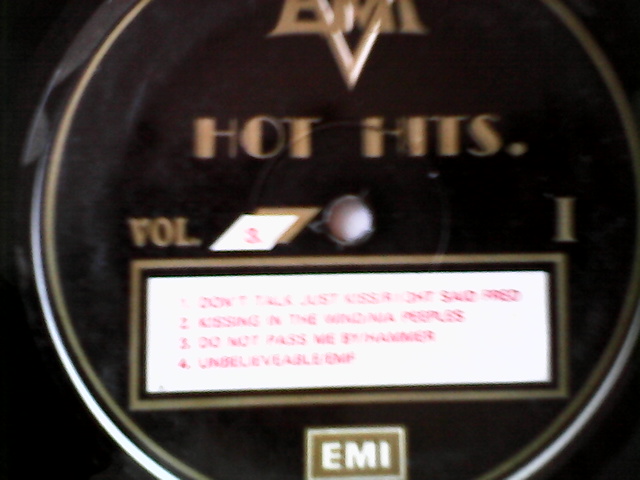 EMI
HOT HITS.
VOL. 3. 1
1. DON'T TALK JUST KISS/RIGHT SAID FRED
2. KISSING IN THE WIND/NIA PEEPLES
3. DO NOT PASS ME BY/HAMMER
4. UNBELIEVEABLE/EMF
EMI